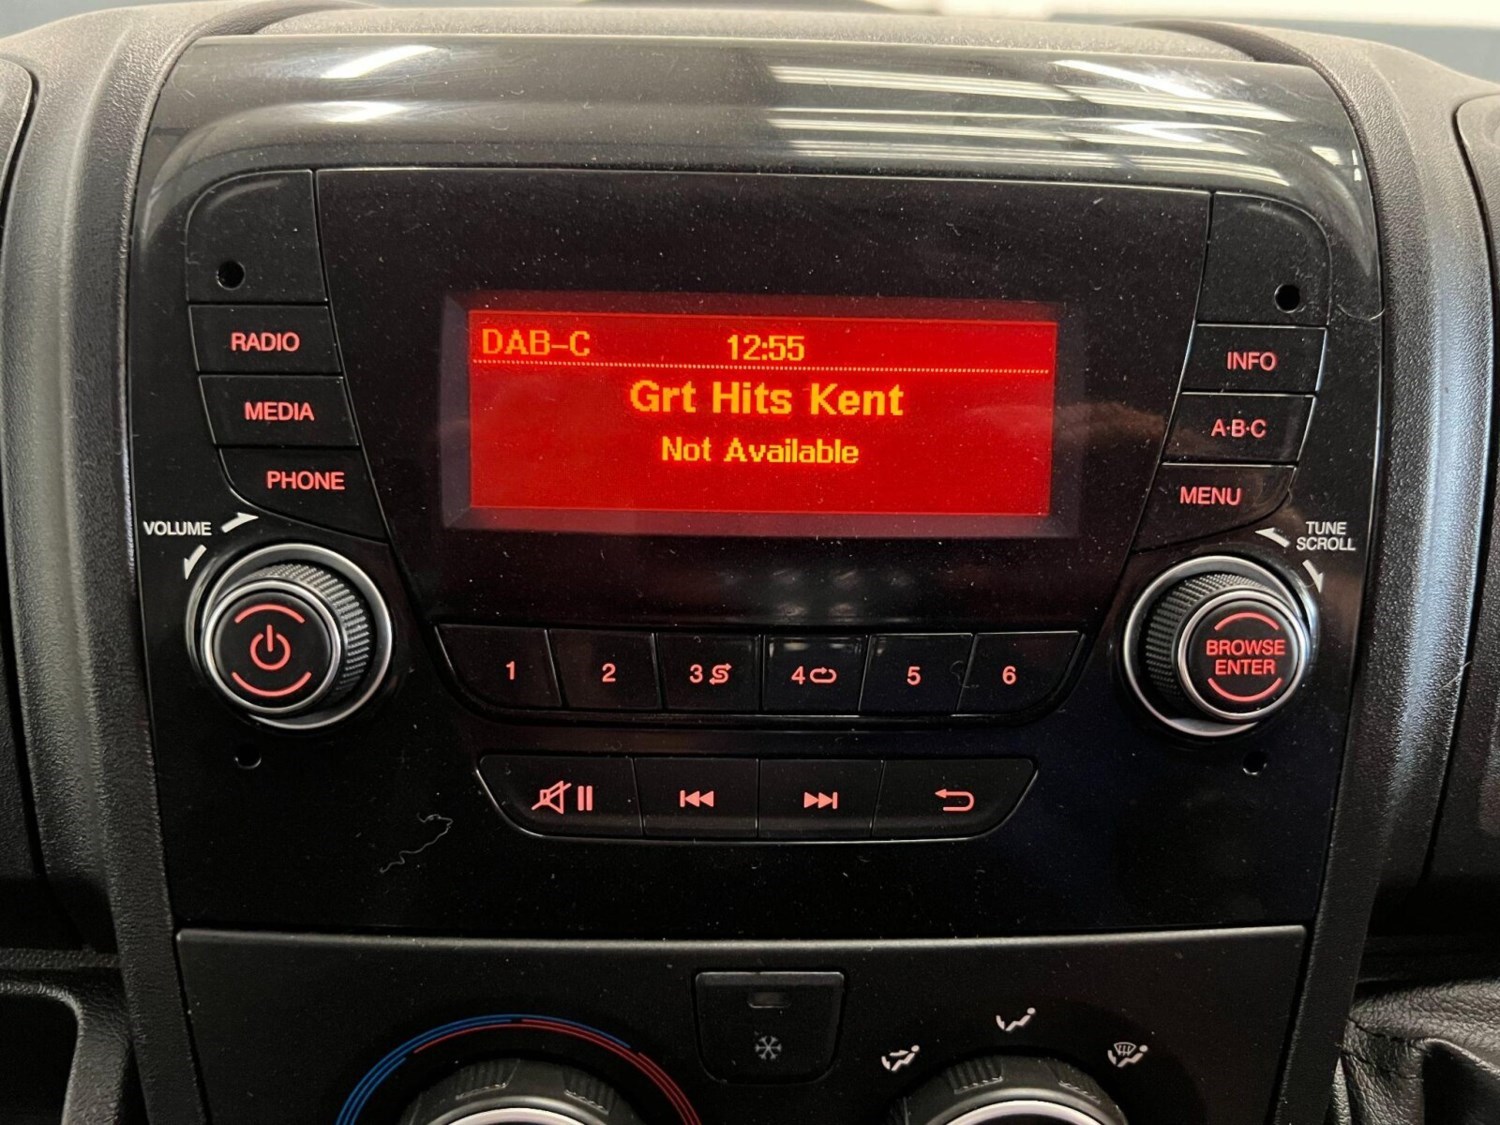 DAB-C 12:55
Grt Hits Kent
Not Available
RADIO
MEDIA
PHONE
VOLUME
INFO
A·B·C
MENU
TUNE
SCROLL
BROWSE
ENTER
1 2 3 4 5 6